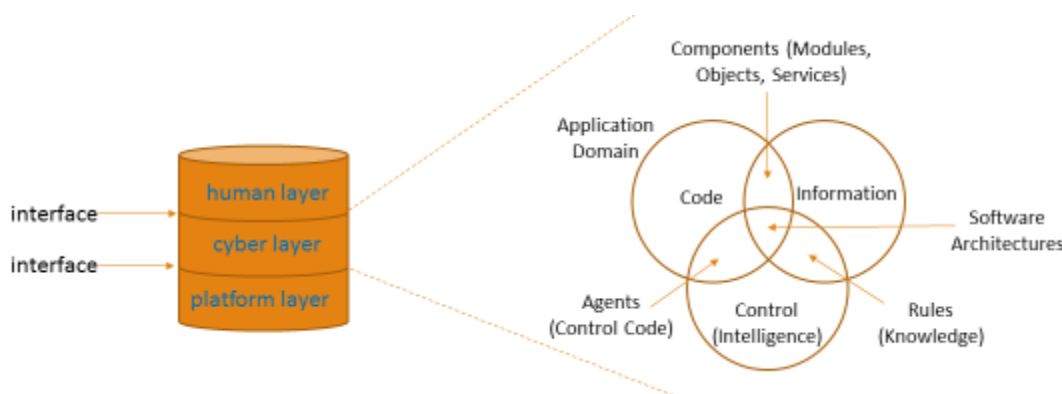 human layer
interface
cyber layer
interface
platform layer
Components (Modules,
Objects, Services)
Application
Domain
Code
Information
Software
Architectures
Agents
(Control Code)
Control
(Intelligence)
Rules
(Knowledge)